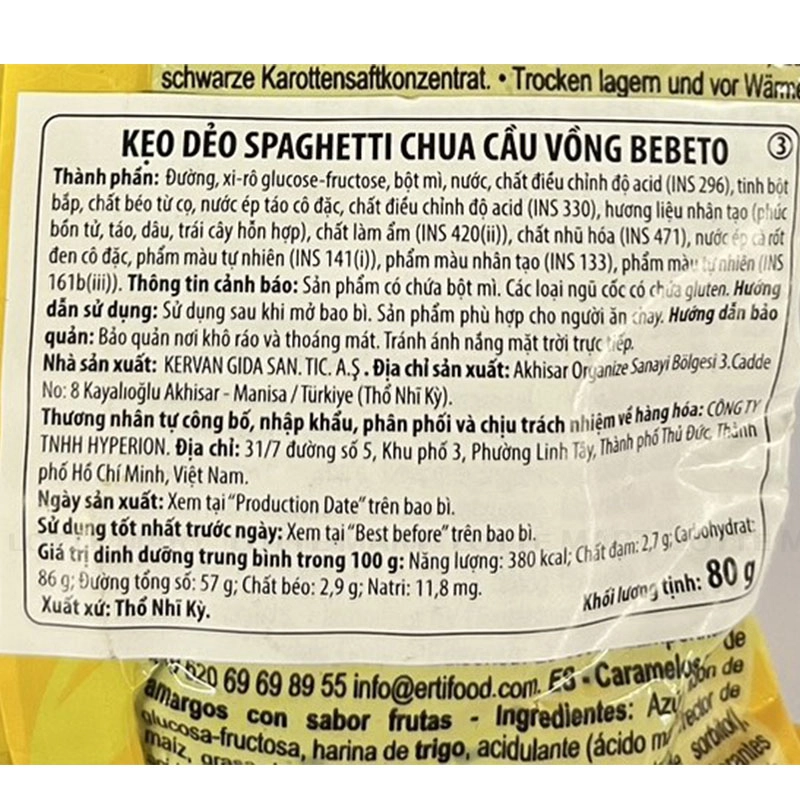 schwarze Karottensaftkonzentrat. • Trocken lagern und vor Wärme
KẸO DẺO SPAGHETTI CHUA CẦU VỒNG BEBETO ③
Thành phần: Đường, xi-rô glucose-fructose, bột mì, nước, chất điều chỉnh độ acid (INS 296), tinh bột
bắp, chất béo từ cọ, nước ép táo cô đặc, chất điều chỉnh độ acid (INS 330), hương liệu nhân tạo (phúc
bồn tử, táo, dâu, trái cây hỗn hợp), chất làm ẩm (INS 420(ii)), chất nhũ hóa (INS 471), nước ép cà rốt
đen cô đặc, phẩm màu tự nhiên (INS 141(i)), phẩm màu nhân tạo (INS 133), phẩm màu tự nhiên (INS
161b(iii)). Thông tin cảnh báo: Sản phẩm có chứa bột mì. Các loại ngũ cốc có chứa gluten. Hướng
dẫn sử dụng: Sử dụng sau khi mở bao bì. Sản phẩm phù hợp cho người ăn chay. Hướng dẫn bảo
quản: Bảo quản nơi khô ráo và thoáng mát. Tránh ánh nắng mặt trời trực tiếp.
Nhà sản xuất: KERVAN GIDA SAN. TIC. A.Ş. Địa chỉ sản xuất: Akhisar Organize Sanayi Bölgesi 3.Cadde
No: 8 Kayalıoğlu Akhisar - Manisa / Türkiye (Thổ Nhĩ Kỳ).
Thương nhân tự công bố, nhập khẩu, phân phối và chịu trách nhiệm về hàng hóa: CÔNG TY
TNHH HYPERION. Địa chỉ: 31/7 đường số 5, Khu phố 3, Phường Linh Tây, Thành phố Thủ Đức, Thành
phố Hồ Chí Minh, Việt Nam.
Ngày sản xuất: Xem tại "Production Date" trên bao bì.
Sử dụng tốt nhất trước ngày: Xem tại "Best before" trên bao bì.
Giá trị dinh dưỡng trung bình trong 100 g: Năng lượng: 380 kcal; Chất đạm: 2,7 g; Carbohydrat:
86 g; Đường tổng số: 57 g; Chất béo: 2,9 g; Natri: 11,8 mg.
Xuất xứ: Thổ Nhĩ Kỳ. Khối lượng tịnh: 80 g
de
620 69 69 89 55 info@ertifood.com. ES - Caramelos
amargos con sabor frutas - Ingredientes: de
glucosa-fructosa, harina de trigo, acidulante (ácido de
maíz, sorbitol),